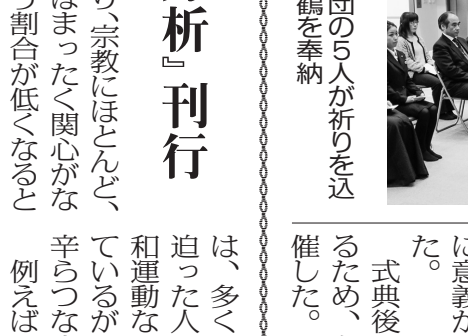 団の5人が祈りを込
鶴を奉納
に意義が
た。
式典後
るため、
催した。
析』刊行
り、宗教にほとんど、
はまったく関心がな
う割合が低くなると
は、多く
迫った人
和運動な
ているが
辛らつな
例えば